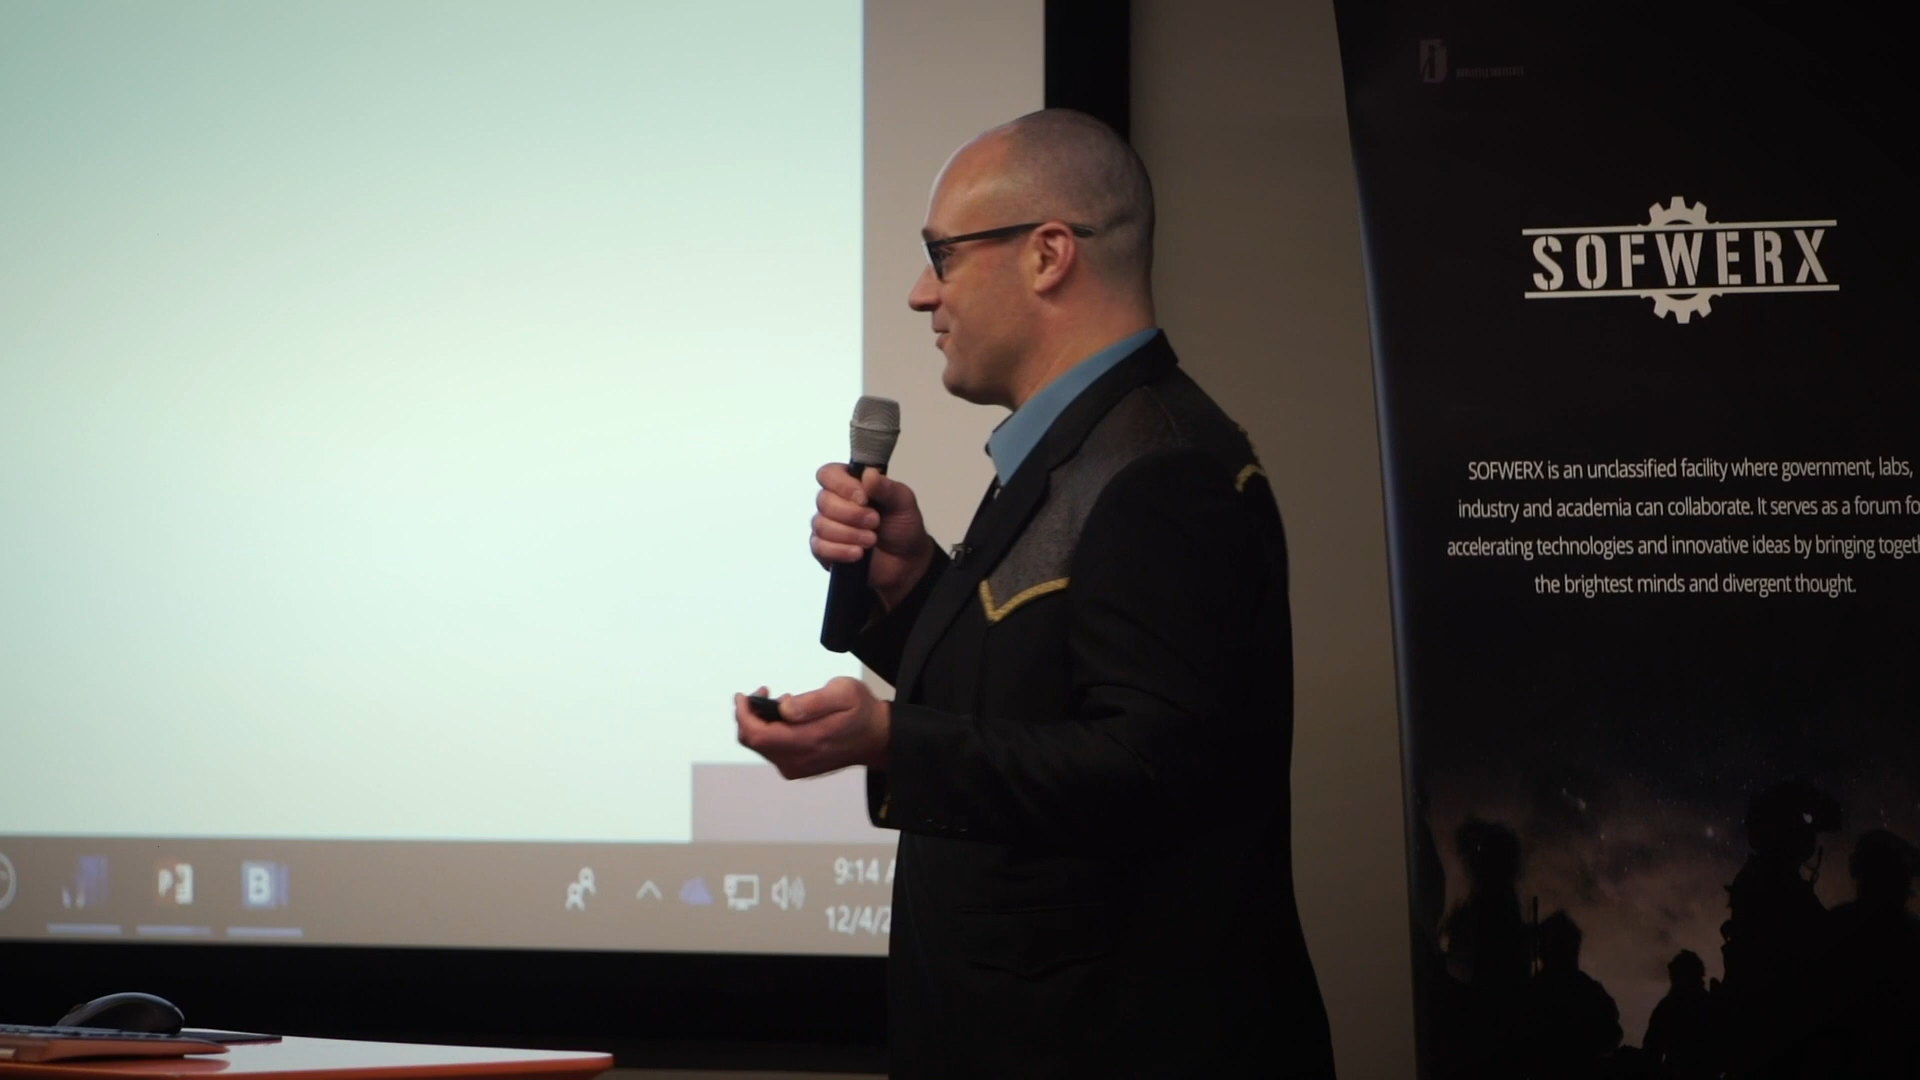 SOFWERX
SOFWERX is an unclassified facility where government, labs,
industry and academia can collaborate. It serves as a forum fo
accelerating technologies and innovative ideas by bringing togeth
the brightest minds and divergent thought.
B
9:14 A
12/4/2